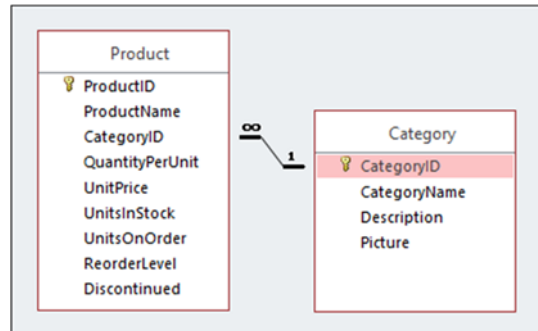 Product
ProductID
ProductName
CategoryID
QuantityPerUnit
UnitPrice
UnitsInStock
UnitsOnOrder
ReorderLevel
Discontinued
∞
1
Category
CategoryID
CategoryName
Description
Picture